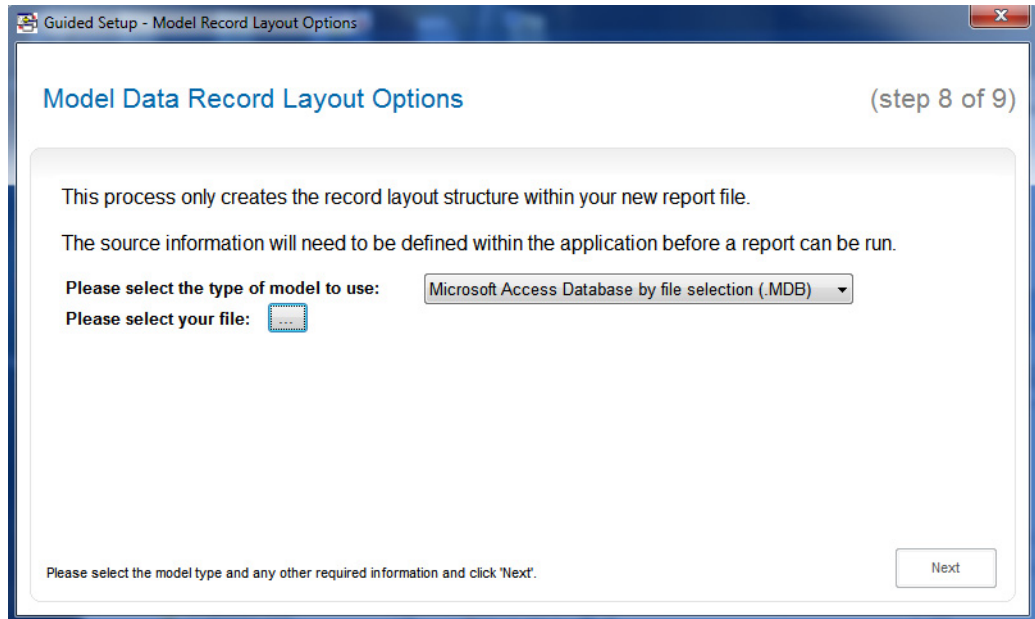 Guided Setup - Model Record Layout Options
Model Data Record Layout Options (step 8 of 9)
This process only creates the record layout structure within your new report file.
The source information will need to be defined within the application before a report can be run.
Please select the type of model to use: Microsoft Access Database by file selection (.MDB)
Please select your file: ...
Please select the model type and any other required information and click 'Next'. Next